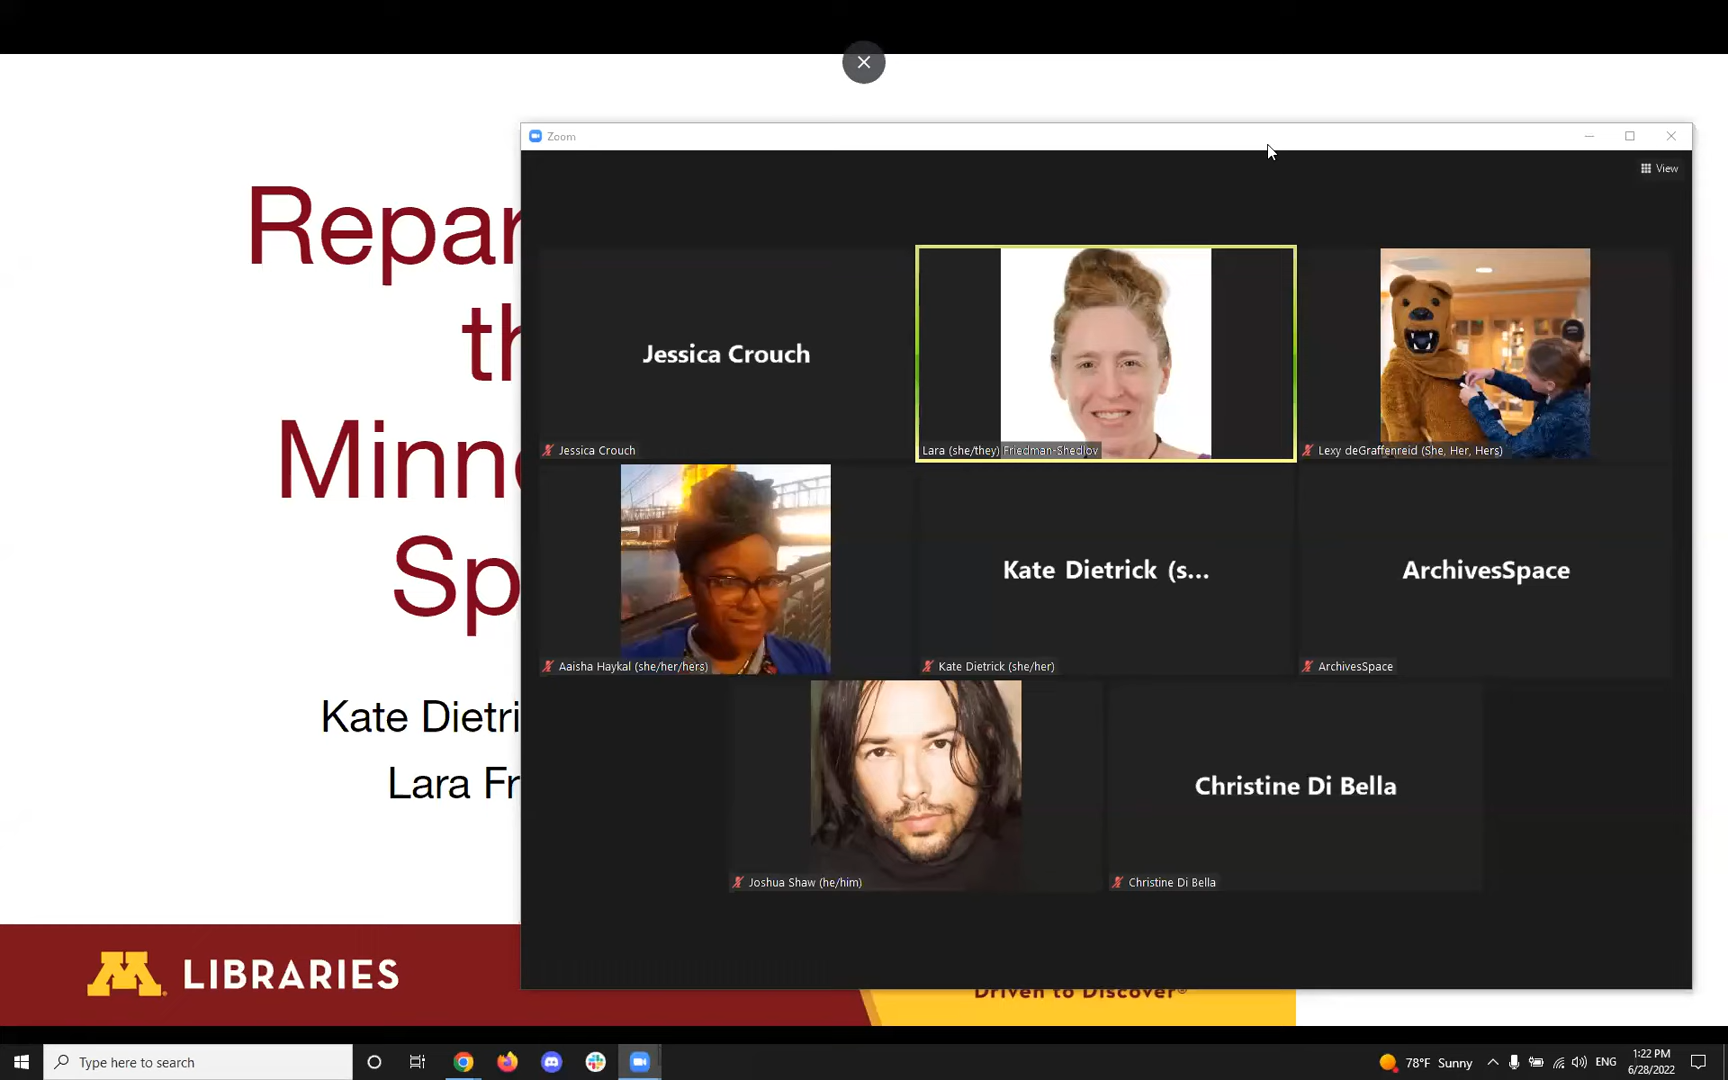 Zoom
View
Repar
th
Minne
Sp
Kate Dietri
Lara Fr
Jessica Crouch
Jessica Crouch
Lara (she/they) Friedman-Shedlov
Lexy deGraffenreid (She, Her, Hers)
Aaisha Haykal (she/her/hers)
Kate Dietrick (s...
Kate Dietrick (she/her)
ArchivesSpace
ArchivesSpace
Joshua Shaw (he/him)
Christine Di Bella
Christine Di Bella
M LIBRARIES
Driven to Discover®
Type here to search
78°F Sunny
ENG
1:22 PM
6/28/2022